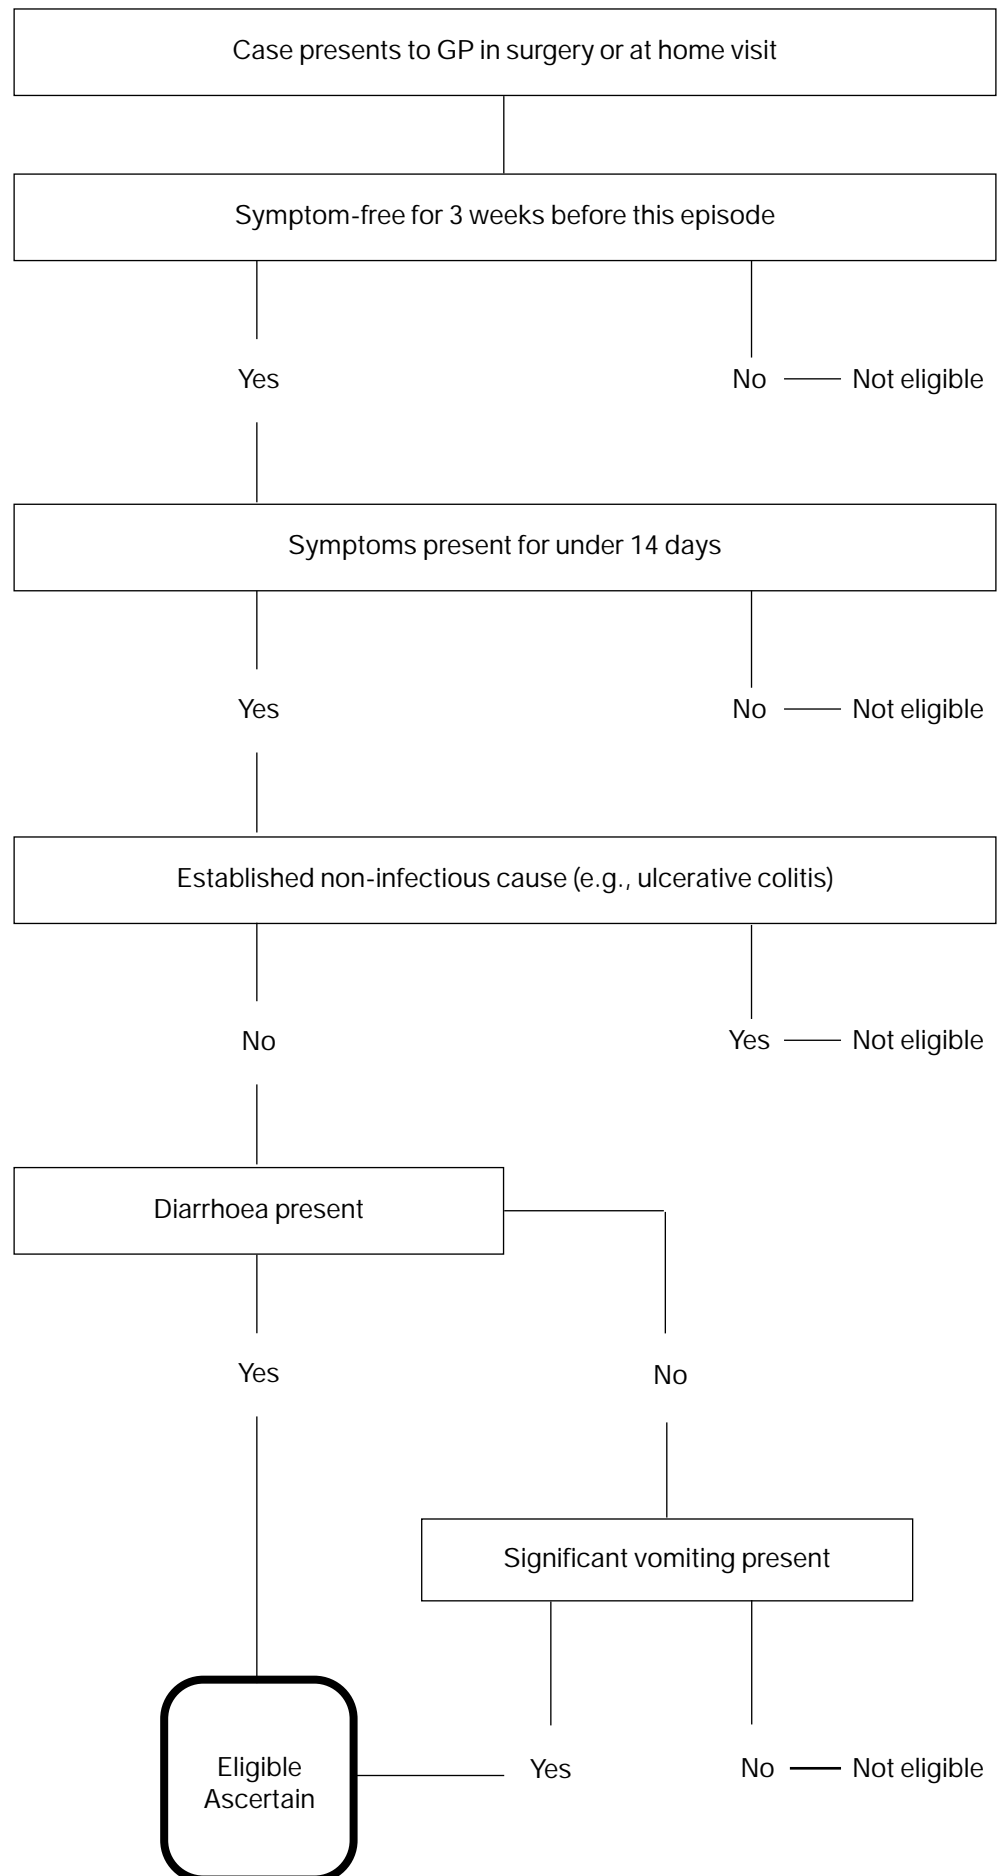 Case presents to GP in surgery or at home visit
Symptom-free for 3 weeks before this episode
Yes
No
Not eligible
Symptoms present for under 14 days
Yes
No
Not eligible
Established non-infectious cause (e.g., ulcerative colitis)
No
Yes
Not eligible
Diarrhoea present
Yes
No
Significant vomiting present
Eligible
Ascertain
Yes
No
Not eligible